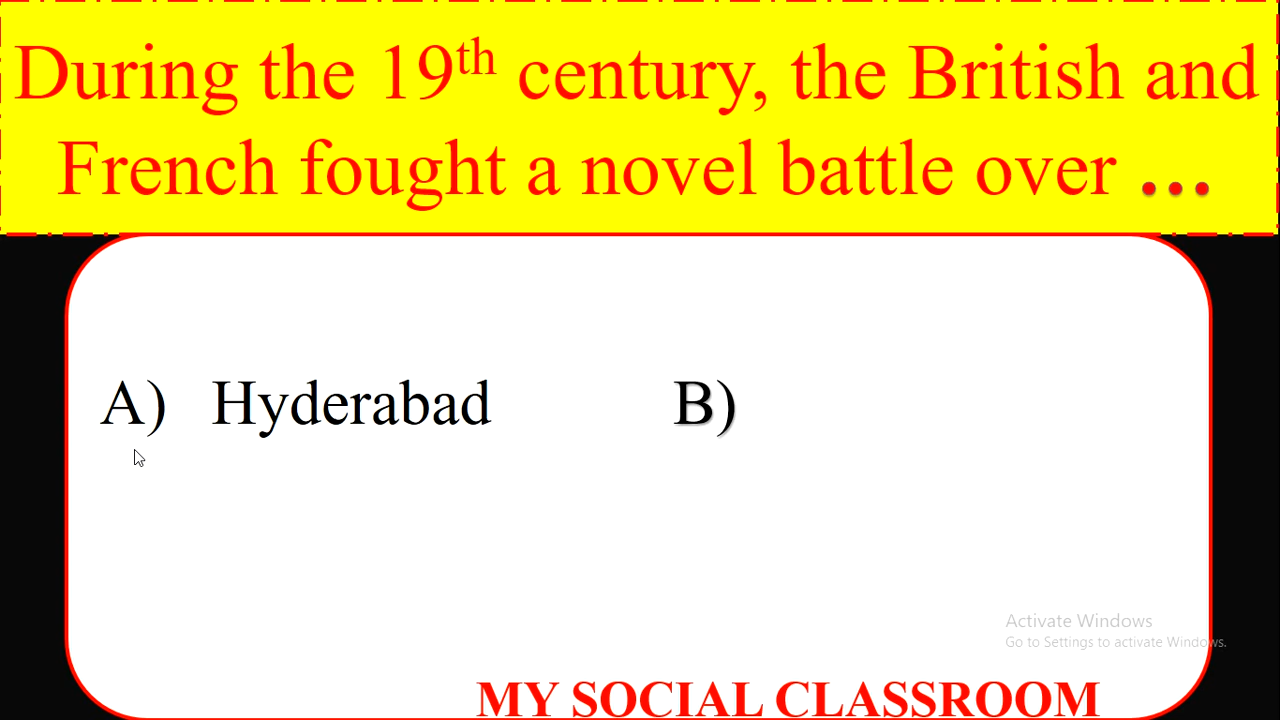 During the 19th century, the British and
French fought a novel battle over ...
A) Hyderabad B)
Activate Windows
Go to Settings to activate Windows.
MY SOCIAL CLASSROOM